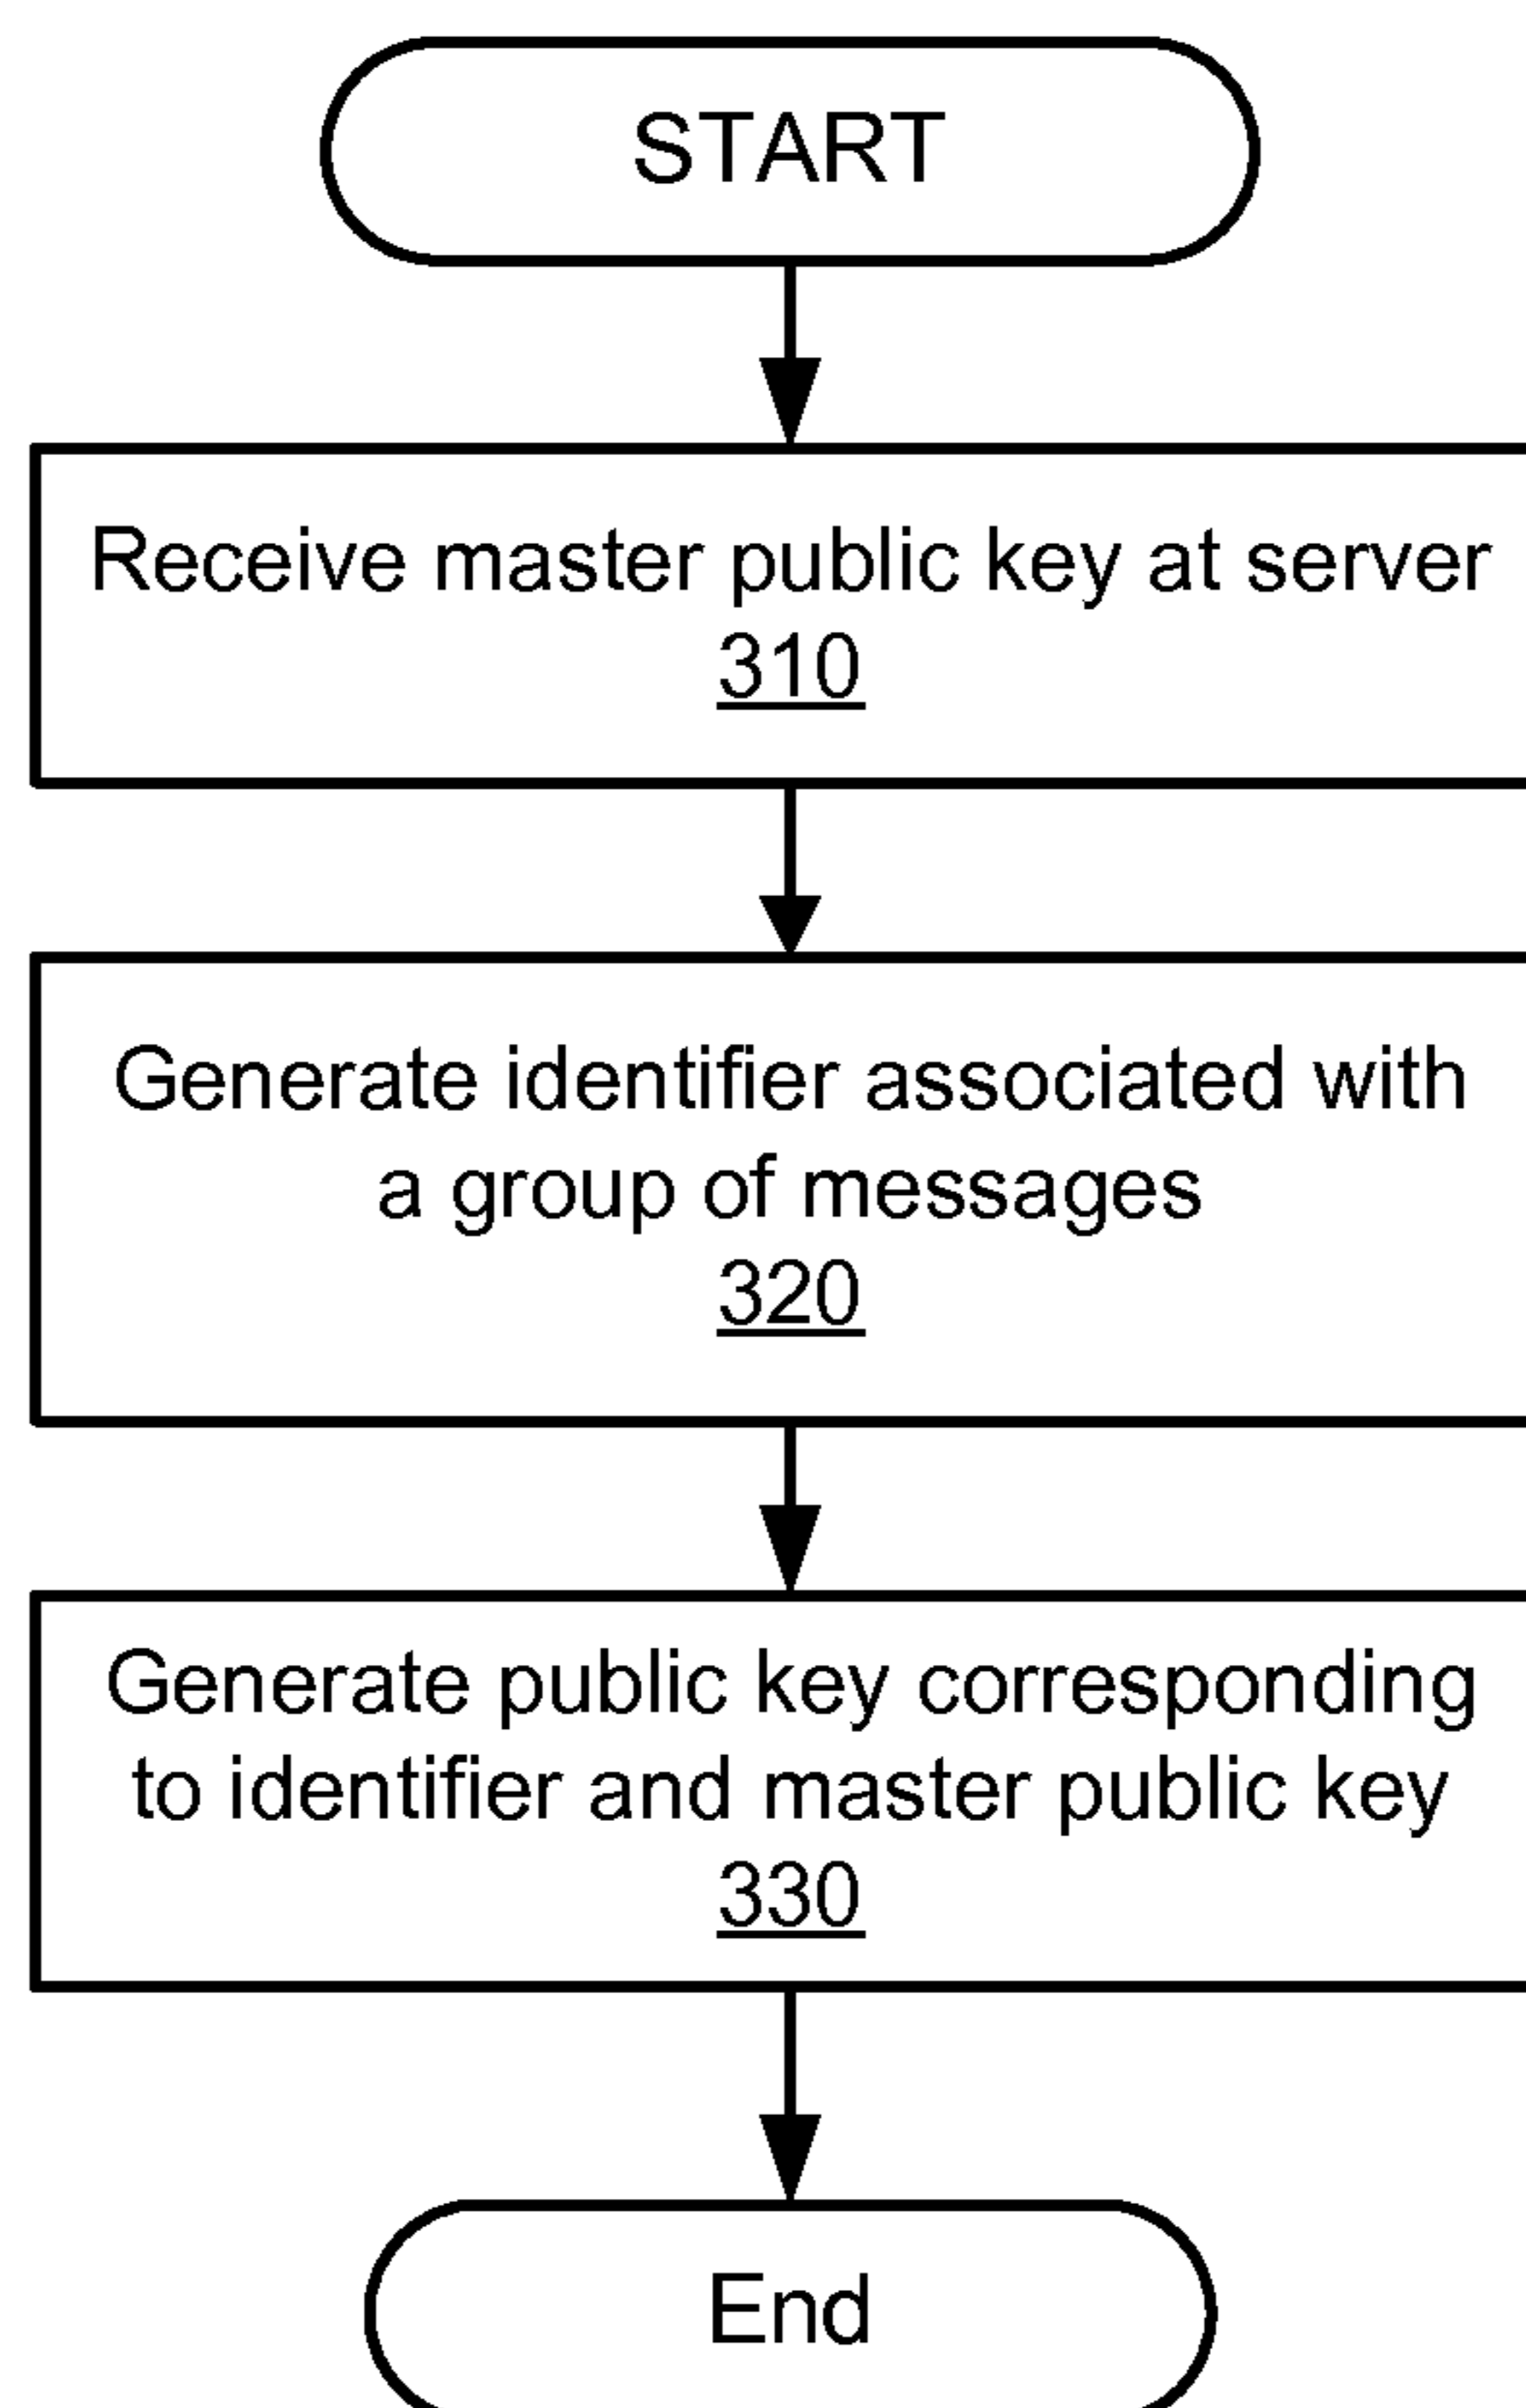 START
Receive master public key at server
310
Generate identifier associated with
a group of messages
320
Generate public key corresponding
to identifier and master public key
330
End